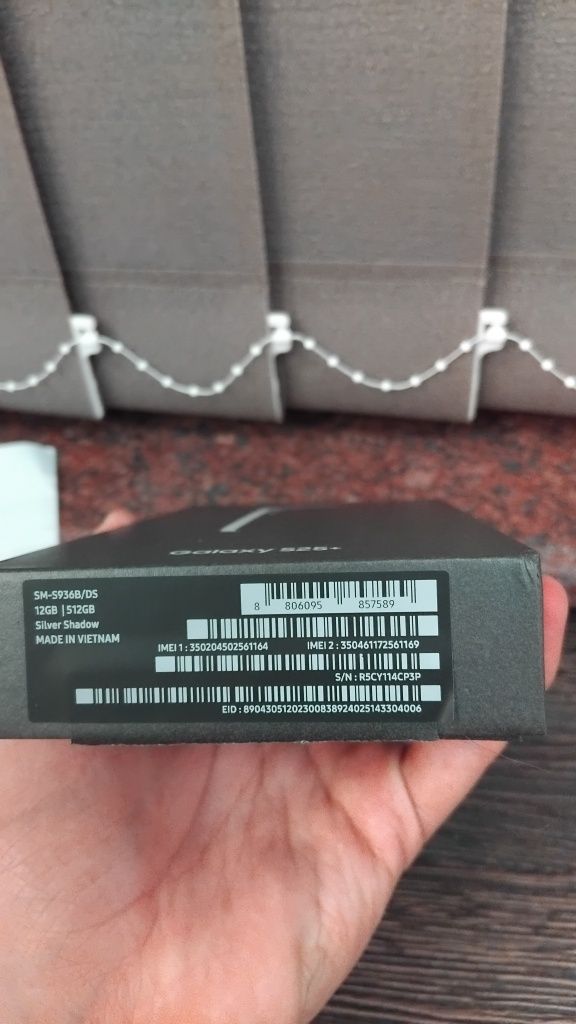 Galaxy S25+
SM-S936B/DS
12GB | 512GB
Silver Shadow
MADE IN VIETNAM
8 806095 857589
IMEI 1 : 350204502561164 IMEI 2 : 350461172561169
S/N : R5CY114CP3P
EID : 89043051202300838924025143304006